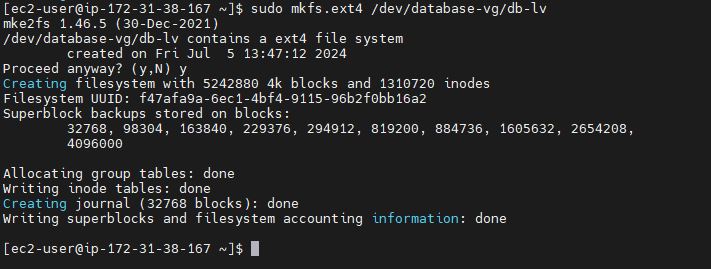 [ec2-user@ip-172-31-38-167 ~]$ sudo mkfs.ext4 /dev/database-vg/db-lv
mke2fs 1.46.5 (30-Dec-2021)
/dev/database-vg/db-lv contains a ext4 file system
        created on Fri Jul  5 13:47:12 2024
Proceed anyway? (y,N) y
Creating filesystem with 5242880 4k blocks and 1310720 inodes
Filesystem UUID: f47afa9a-6ec1-4bf4-9115-96b2f0bb16a2
Superblock backups stored on blocks:
        32768, 98304, 163840, 229376, 294912, 819200, 884736, 1605632, 2654208,
        4096000
Allocating group tables: done
Writing inode tables: done
Creating journal (32768 blocks): done
Writing superblocks and filesystem accounting information: done
[ec2-user@ip-172-31-38-167 ~]$